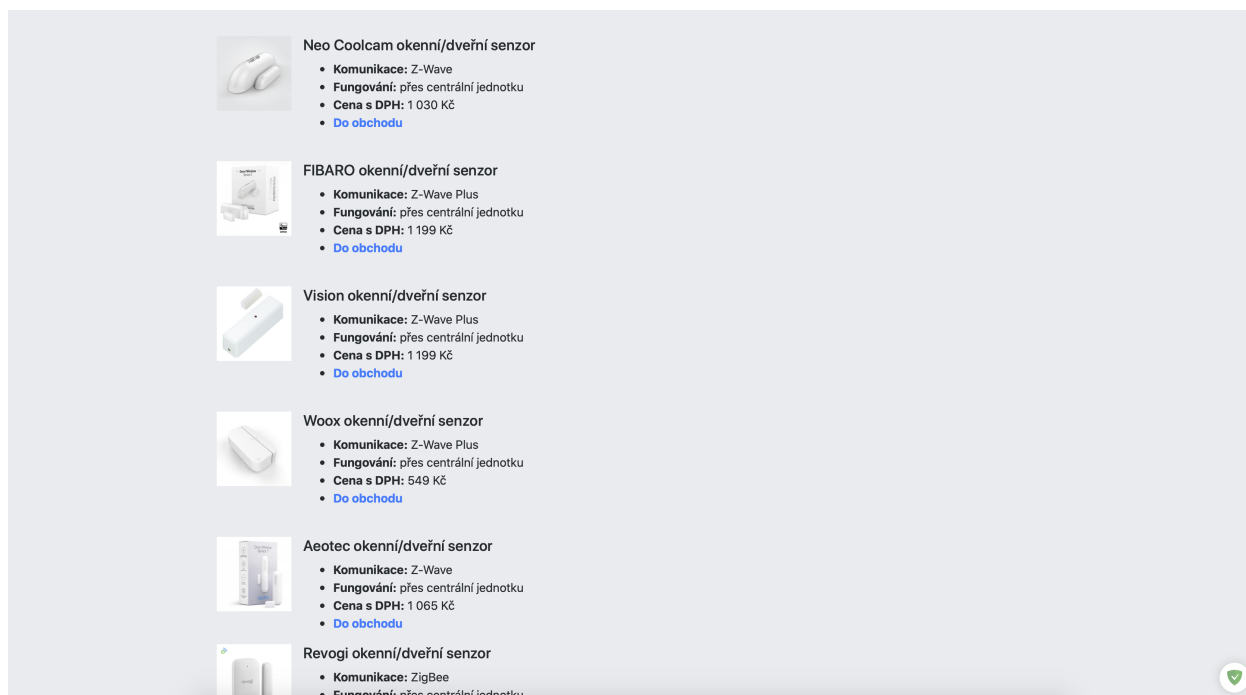 Neo Coolcam okenní/dveřní senzor
Komunikace: Z-Wave
Fungování: přes centrální jednotku
Cena s DPH: 1 030 Kč
Do obchodu
FIBARO okenní/dveřní senzor
Komunikace: Z-Wave Plus
Fungování: přes centrální jednotku
Cena s DPH: 1 199 Kč
Do obchodu
Vision okenní/dveřní senzor
Komunikace: Z-Wave Plus
Fungování: přes centrální jednotku
Cena s DPH: 1 199 Kč
Do obchodu
Woox okenní/dveřní senzor
Komunikace: Z-Wave Plus
Fungování: přes centrální jednotku
Cena s DPH: 549 Kč
Do obchodu
Aeotec okenní/dveřní senzor
Komunikace: Z-Wave
Fungování: přes centrální jednotku
Cena s DPH: 1 065 Kč
Do obchodu
Revogi okenní/dveřní senzor
Komunikace: ZigBee
Fungování: přes centrální jednotku